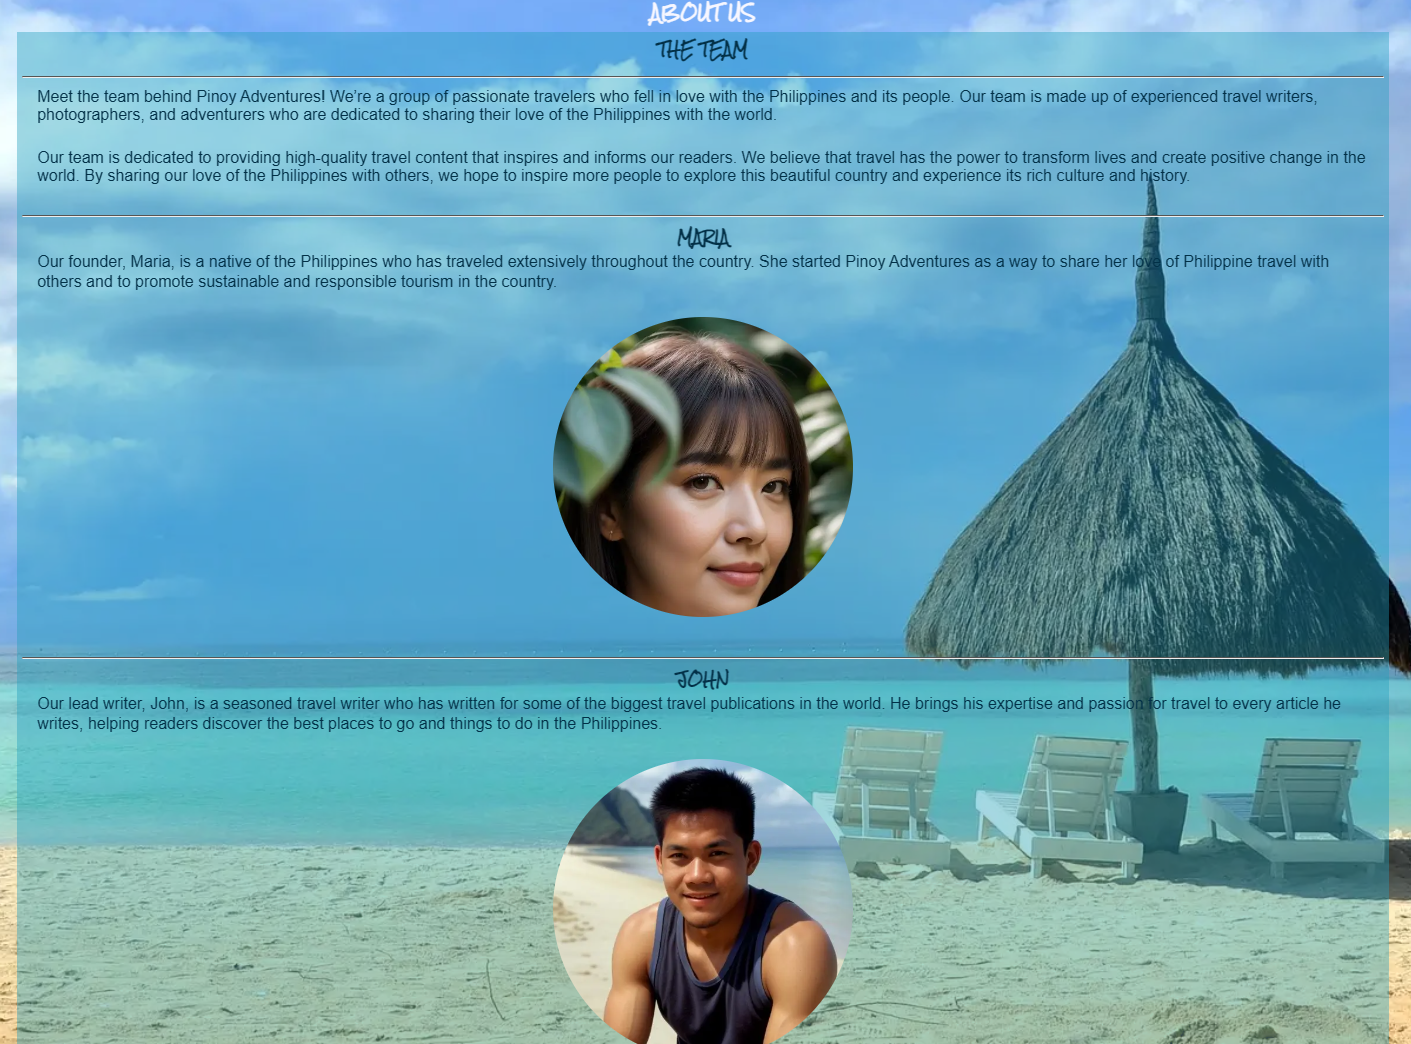 ABOUT US
THE TEAM
Meet the team behind Pinoy Adventures! We're a group of passionate travelers who fell in love with the Philippines and its people. Our team is made up of experienced travel writers,
photographers, and adventurers who are dedicated to sharing their love of the Philippines with the world.
Our team is dedicated to providing high-quality travel content that inspires and informs our readers. We believe that travel has the power to transform lives and create positive change in the
world. By sharing our love of the Philippines with others, we hope to inspire more people to explore this beautiful country and experience its rich culture and history.
MARIA
Our founder, Maria, is a native of the Philippines who has traveled extensively throughout the country. She started Pinoy Adventures as a way to share her love of Philippine travel with
others and to promote sustainable and responsible tourism in the country.
JOHN
Our lead writer, John, is a seasoned travel writer who has written for some of the biggest travel publications in the world. He brings his expertise and passion for travel to every article he
writes, helping readers discover the best places to go and things to do in the Philippines.